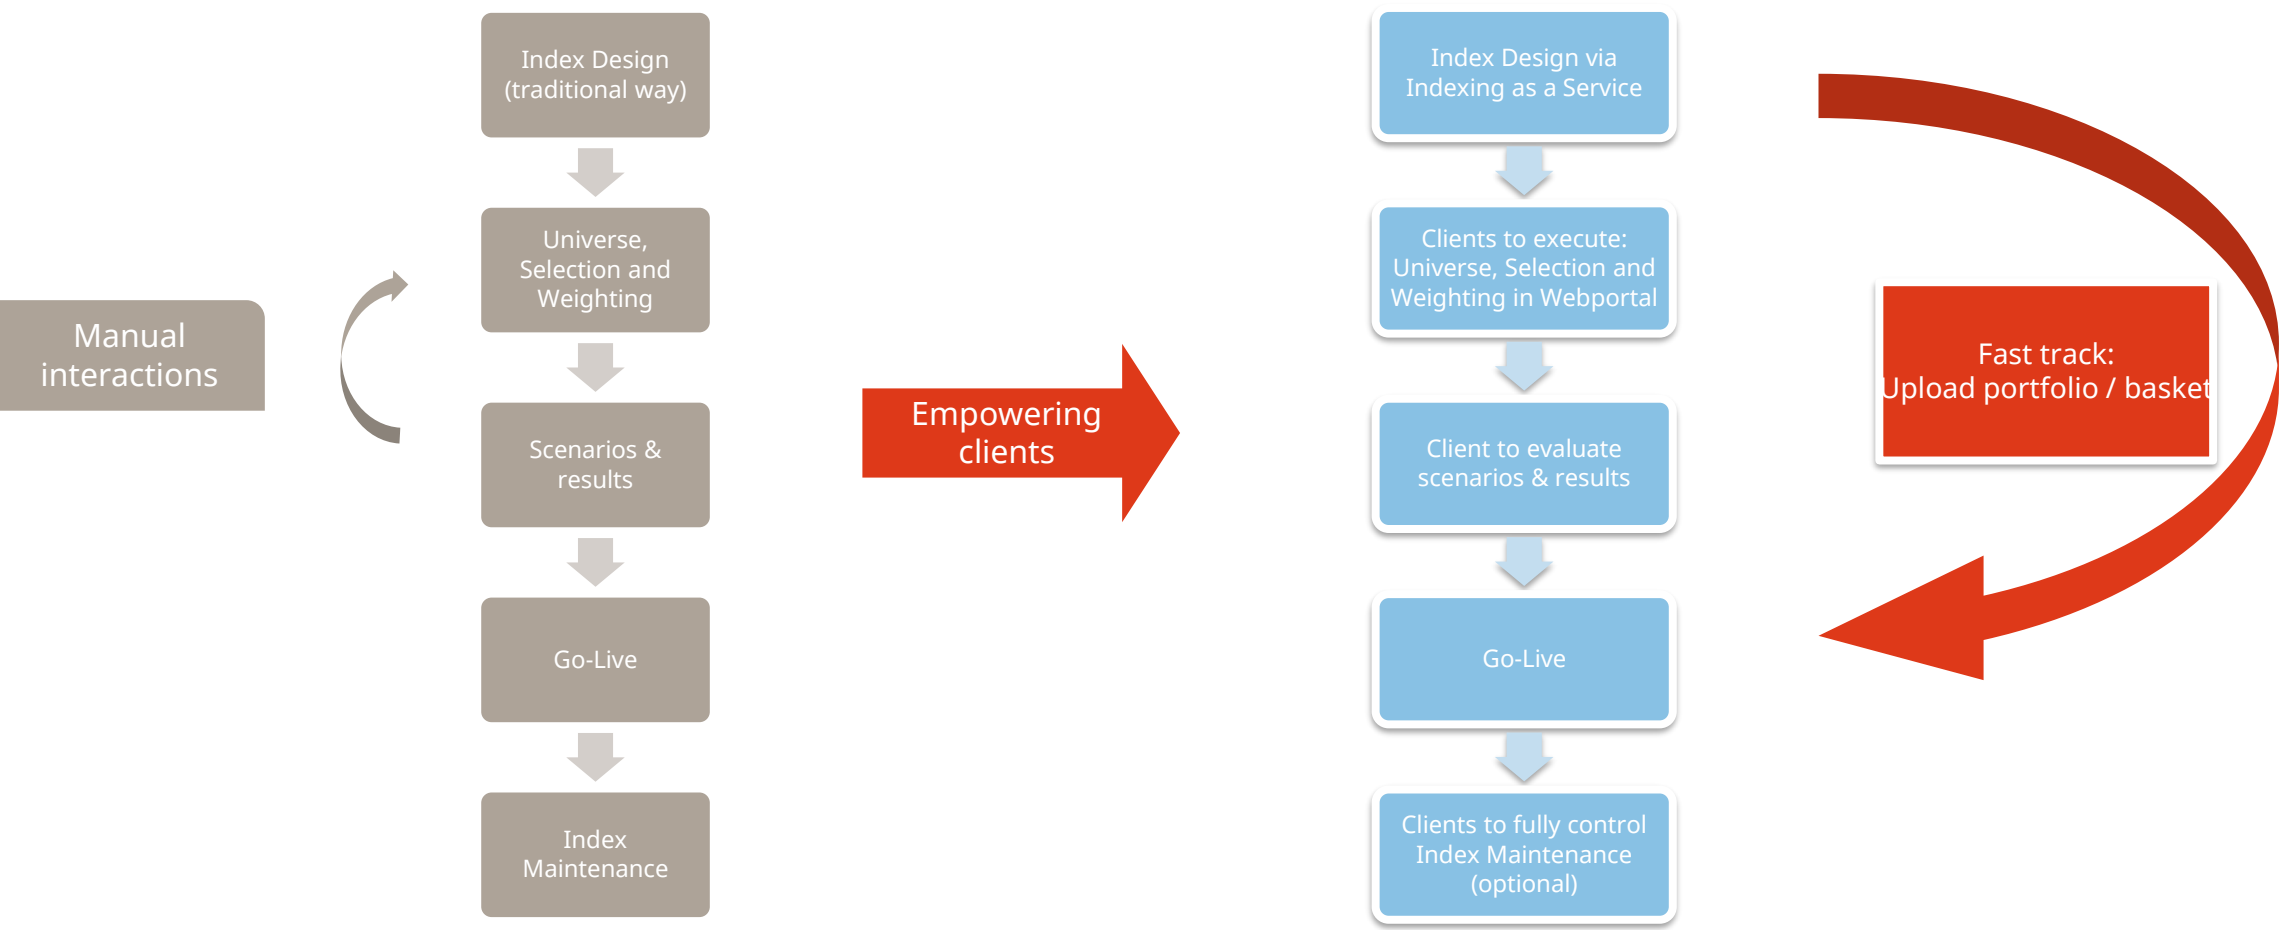 Manual
interactions
Index Design
(traditional way)
Universe,
Selection and
Weighting
Scenarios &
results
Go-Live
Index
Maintenance
Empowering
clients
Index Design via
Indexing as a Service
Clients to execute:
Universe, Selection and
Weighting in Webportal
Client to evaluate
scenarios & results
Go-Live
Clients to fully control
Index Maintenance
(optional)
Fast track:
Upload portfolio / basket